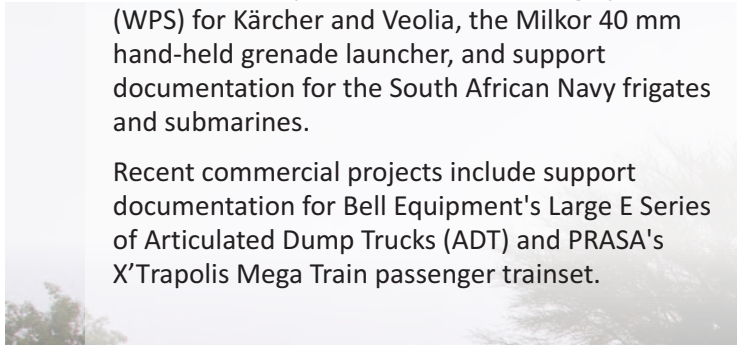 (WPS) for Kärcher and Veolia, the Milkor 40 mm
hand-held grenade launcher, and support
documentation for the South African Navy frigates
and submarines.
Recent commercial projects include support
documentation for Bell Equipment's Large E Series
of Articulated Dump Trucks (ADT) and PRASA's
X’Trapolis Mega Train passenger trainset.